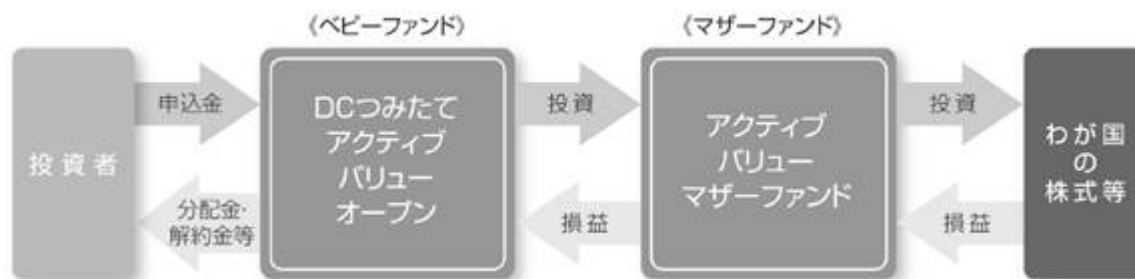 《ベビーファンド》
《マザーファンド》
投資者
申込金
分配金・
解約金等
DCつみたて
アクティブ
バリュー
オープン
投資
損益
アクティブ
バリュー
マザーファンド
投資
損益
わが国
の
株式等